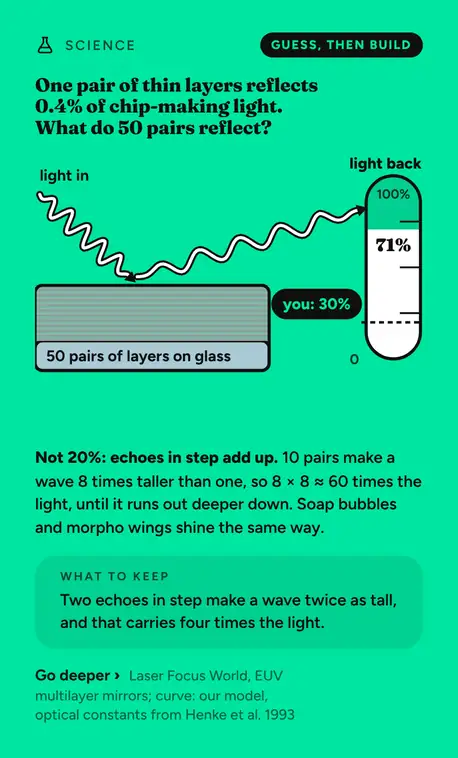 SCIENCE
GUESS, THEN BUILD
One pair of thin layers reflects
0.4% of chip-making light.
What do 50 pairs reflect?
light back
light in
100%
71%
you: 30%
50 pairs of layers on glass
0
Not 20%: echoes in step add up. 10 pairs make a
wave 8 times taller than one, so 8 × 8 ≈ 60 times the
light, until it runs out deeper down. Soap bubbles
and morpho wings shine the same way.
WHAT TO KEEP
Two echoes in step make a wave twice as tall,
and that carries four times the light.
Go deeper › Laser Focus World, EUV
multilayer mirrors; curve: our model,
optical constants from Henke et al. 1993